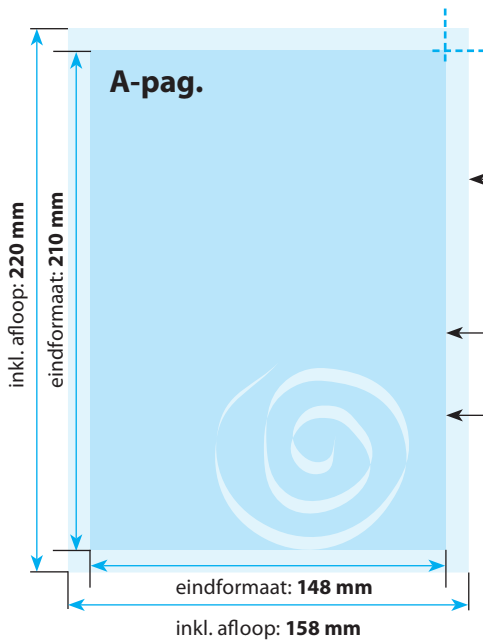 A-pag.
inkl. afloop: 220 mm
eindformaat: 210 mm
eindformaat: 148 mm
inkl. afloop: 158 mm